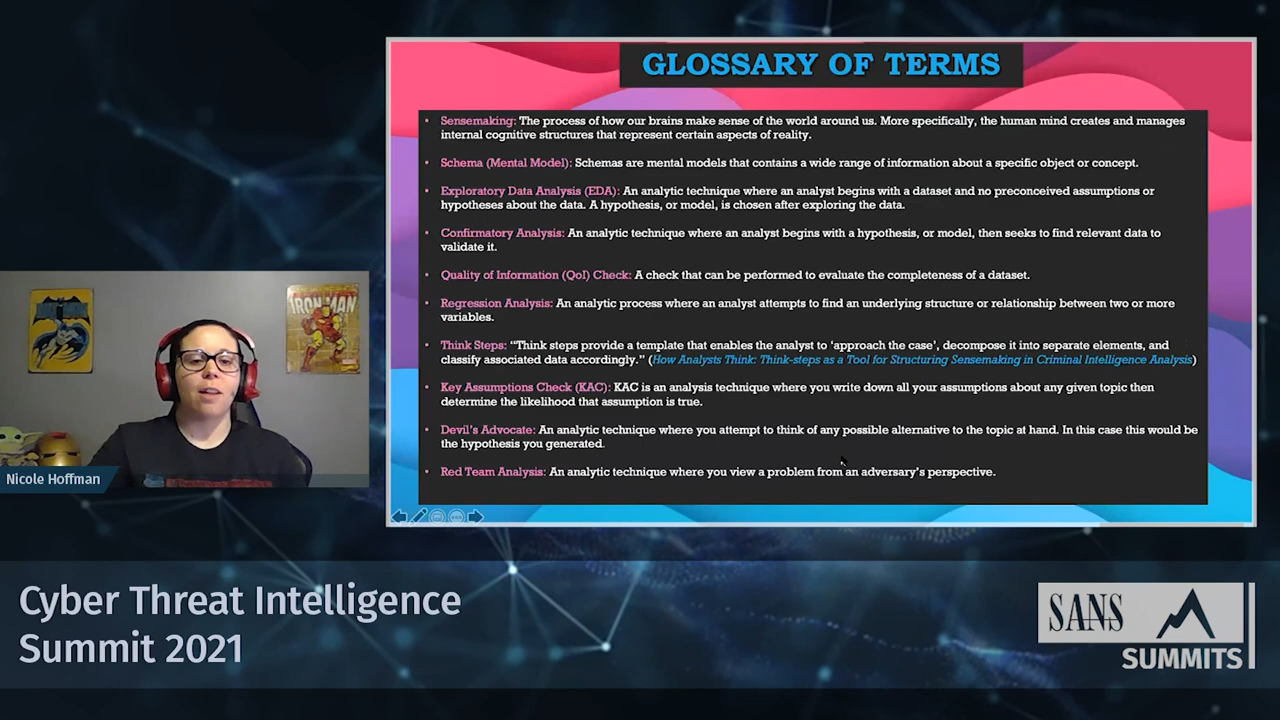 GLOSSARY OF TERMS
• Sensemaking: The process of how our brains make sense of the world around us. More specifically, the human mind creates and manages
internal cognitive structures that represent certain aspects of reality.
• Schema (Mental Model): Schemas are mental models that contains a wide range of information about a specific object or concept.
• Exploratory Data Analysis (EDA): An analytic technique where an analyst begins with a dataset and no preconceived assumptions or
hypotheses about the data. A hypothesis, or model, is chosen after exploring the data.
• Confirmatory Analysis: An analytic technique where an analyst begins with a hypothesis, or model, then seeks to find relevant data to
validate it.
• Quality of Information (QoI) Check: A check that can be performed to evaluate the completeness of a dataset.
• Regression Analysis: An analytic process where an analyst attempts to find an underlying structure or relationship between two or more
variables.
• Think Steps: “Think steps provide a template that enables the analyst to ‘approach the case’, decompose it into separate elements, and
classify associated data accordingly.” (How Analysts Think: Think-steps as a Tool for Structuring Sensemaking in Criminal Intelligence Analysis)
• Key Assumptions Check (KAC): KAC is an analysis technique where you write down all your assumptions about any given topic then
determine the likelihood that assumption is true.
• Devil’s Advocate: An analytic technique where you attempt to think of any possible alternative to the topic at hand. In this case this would be
the hypothesis you generated.
• Red Team Analysis: An analytic technique where you view a problem from an adversary’s perspective.
BATMAN
IRON MAN
Nicole Hoffman
Cyber Threat Intelligence
Summit 2021
SANS
SUMMITS